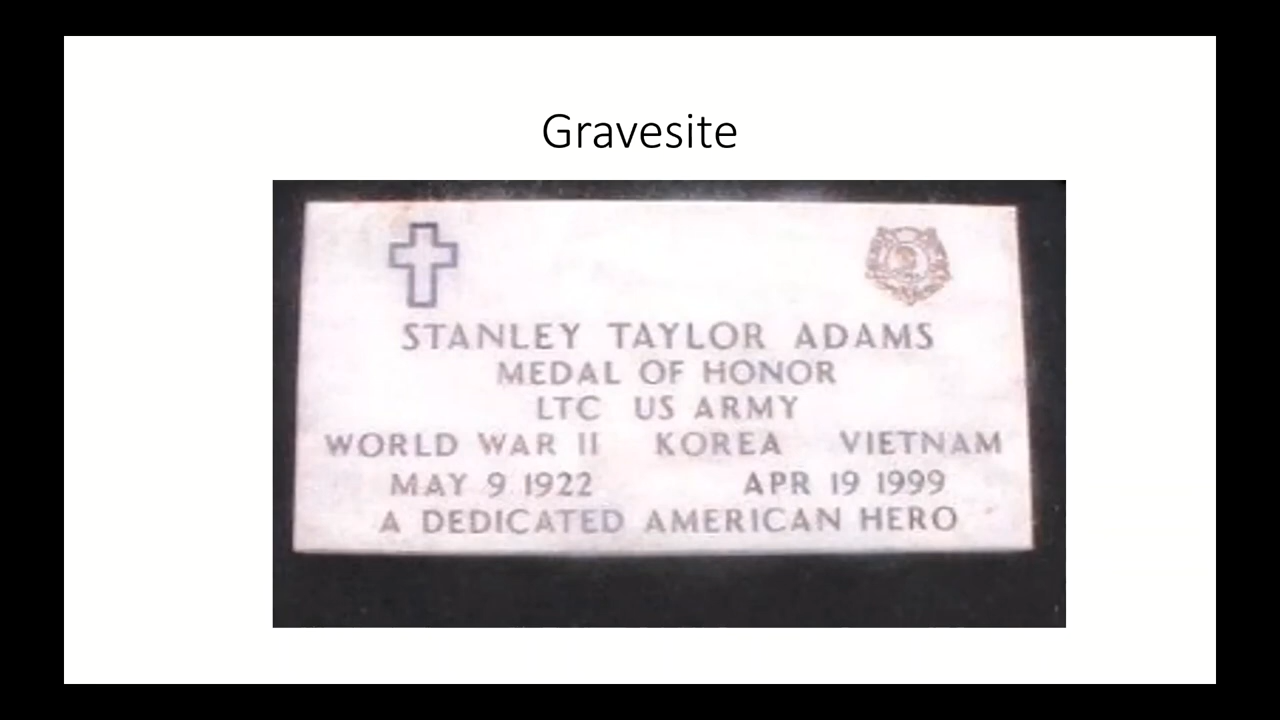 Gravesite
STANLEY TAYLOR ADAMS
MEDAL OF HONOR
LTC US ARMY
WORLD WAR II KOREA VIETNAM
MAY 9 1922 APR 19 1999
A DEDICATED AMERICAN HERO